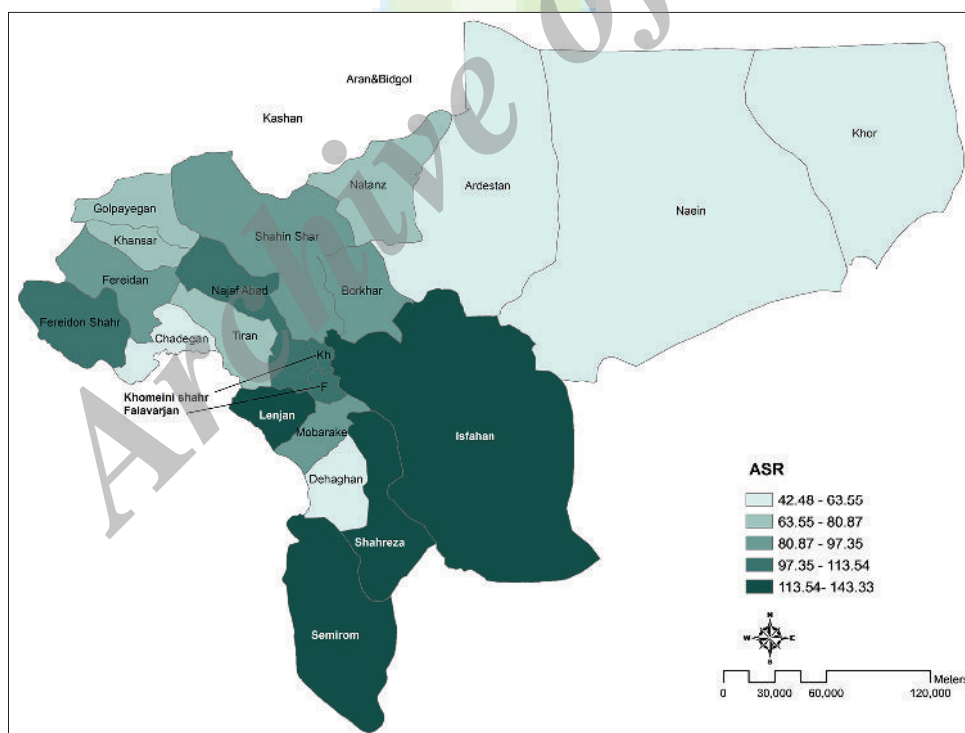 Aran&Bidgol
Kashan
Khor
Natanz
Ardestan
Golpayegan
Naein
Shahin Shar
Khansar
Fereidan
Najaf Abad
Borkhar
Fereidon Shahr
Chadegan
Tiran
Kh
Khomeini shahr
F
Falavarjan
Lenjan
Mobarake
Isfahan
Dehaghan
Shahreza
Semirom
ASR
42.48 - 63.55
63.55 - 80.87
80.87 - 97.35
97.35 - 113.54
113.54- 143.33
N
W E
S
Meters
0 30,000 60,000 120,000
Archive of